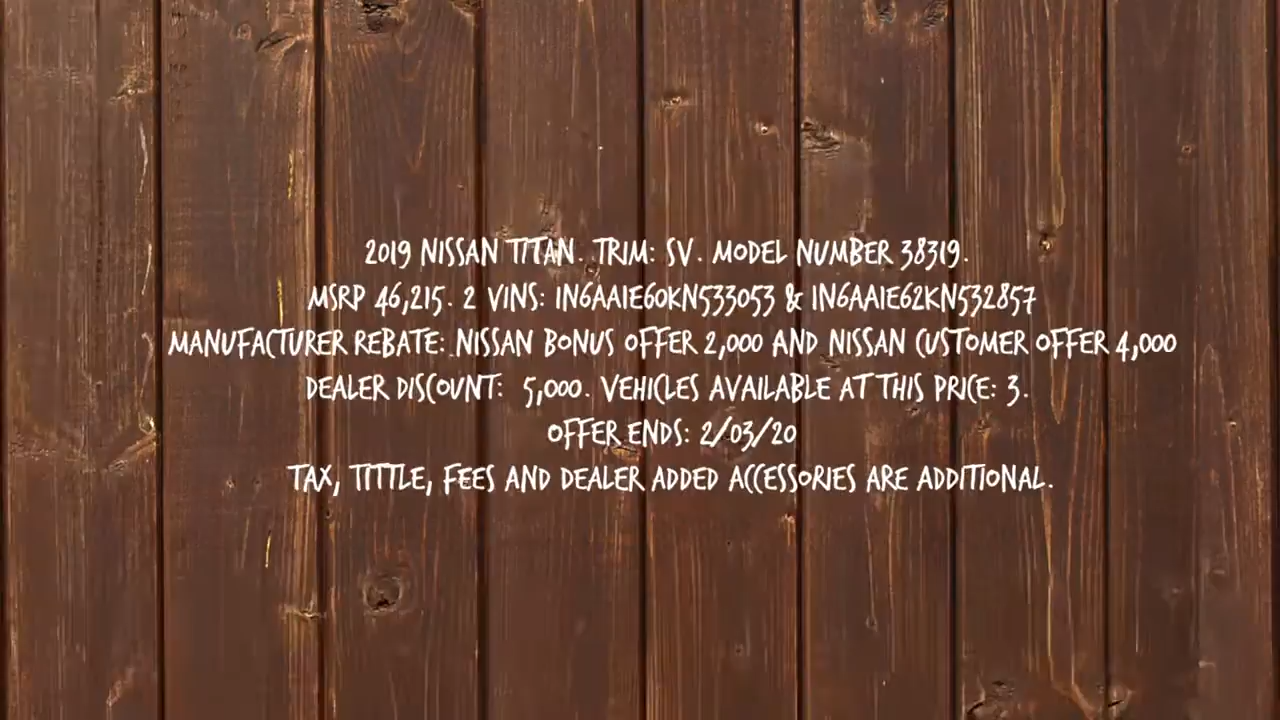 2019 NISSAN TITAN. TRIM: SV. MODEL NUMBER 38319.
MSRP 46,215. 2 VINS: 1N6AA1E60KN533053 & 1N6AA1E62KN532857
MANUFACTURER REBATE: NISSAN BONUS OFFER 2,000 AND NISSAN CUSTOMER OFFER 4,000
DEALER DISCOUNT: 5,000. VEHICLES AVAILABLE AT THIS PRICE: 3.
OFFER ENDS: 2/03/20
TAX, TITTLE, FEES AND DEALER ADDED ACCESSORIES ARE ADDITIONAL.